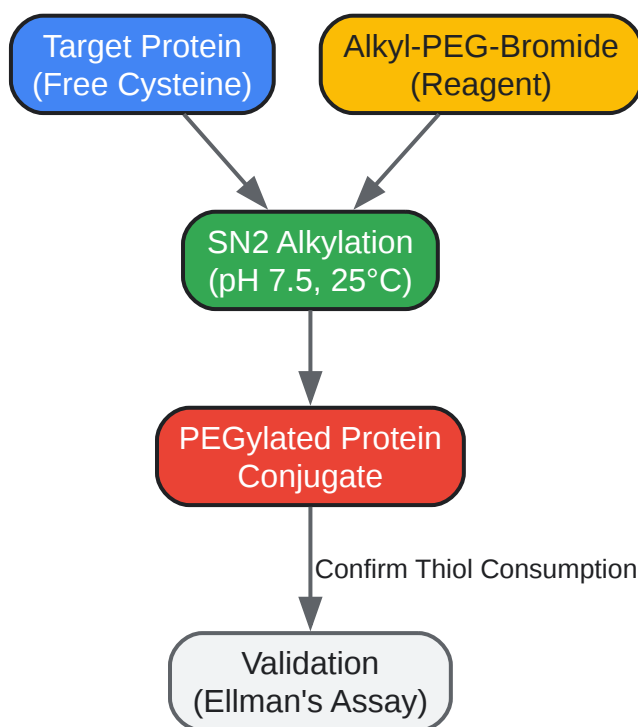 Target Protein
(Free Cysteine)
Alkyl-PEG-Bromide
(Reagent)
SN2 Alkylation
(pH 7.5, 25°C)
PEGylated Protein
Conjugate
Confirm Thiol Consumption
Validation
(Ellman's Assay)